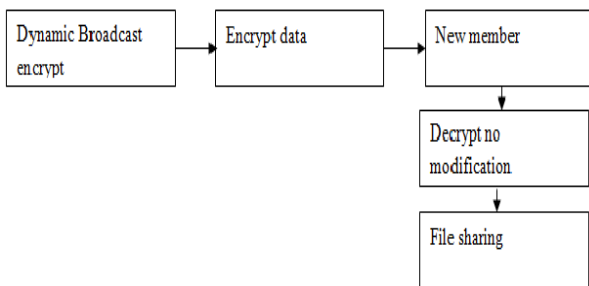 Dynamic Broadcast
encrypt
Encrypt data
New member
Decrypt no
modification
File sharing